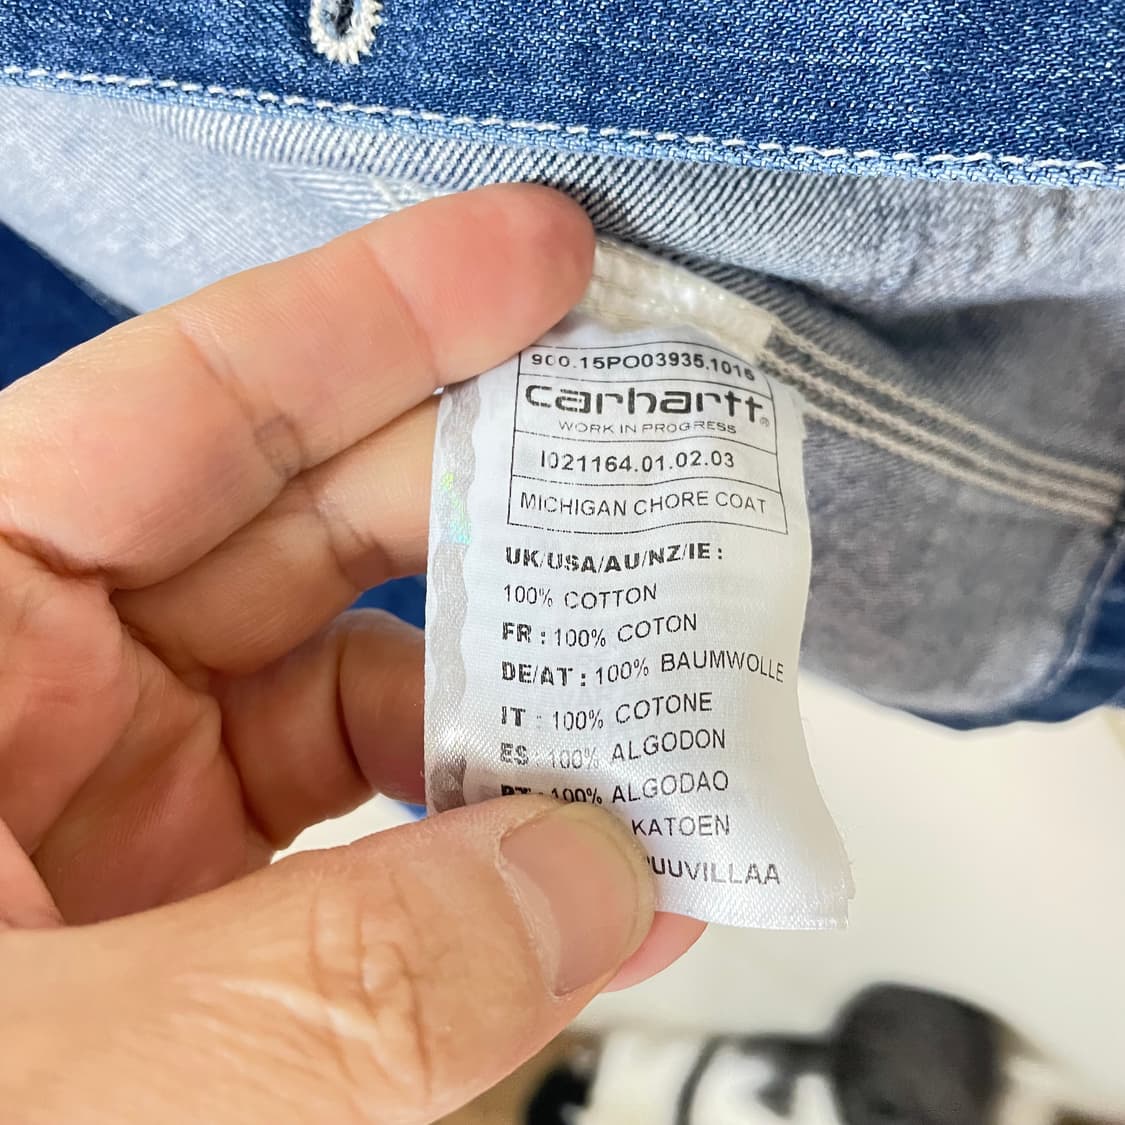 900.15PO03935.1016
carhartt®
WORK IN PROGRESS
I021164.01.02.03
MICHIGAN CHORE COAT
UK/USA/AU/NZ/IE:
100% COTTON
FR : 100% COTON
DE/AT : 100% BAUMWOLLE
IT : 100% COTONE
ES : 100% ALGODON
PT : 100% ALGODAO
KATOEN
PUUVILLAA